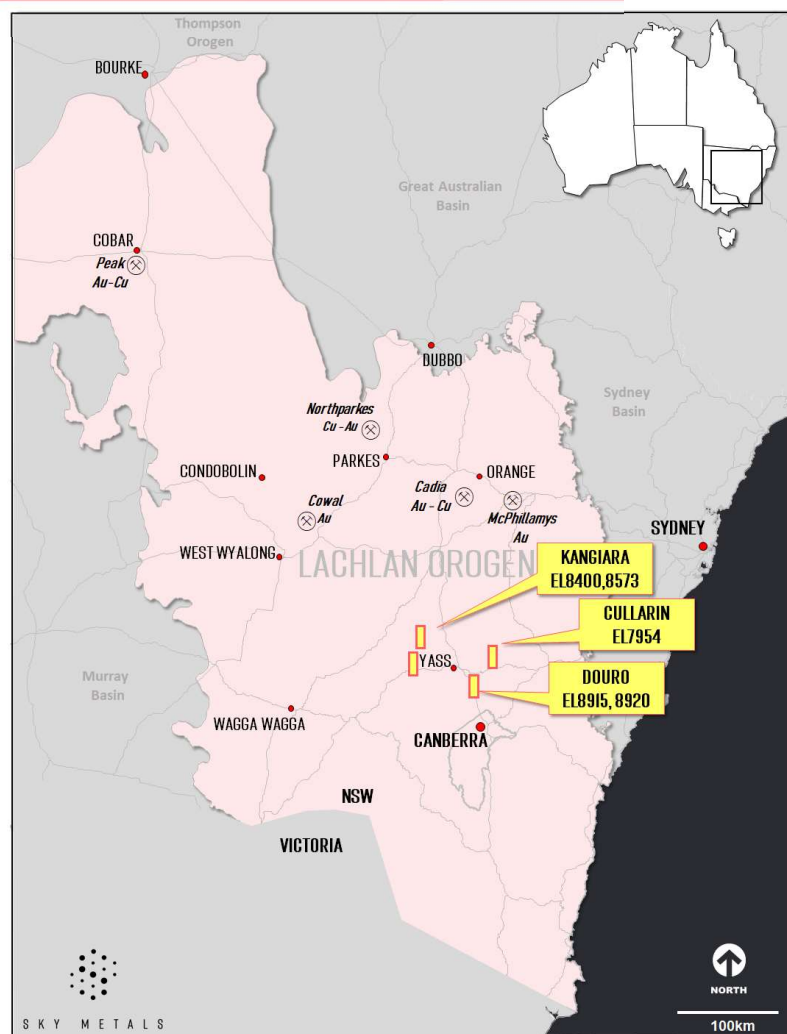 Thompson
Orogen
BOURKE
Great Australian
Basin
COBAR
Peak
Au-Cu
DUBBO
Sydney
Basin
Northparkes
Cu - Au
PARKES
CONDOBOLIN
ORANGE
Cadia
Au - Cu
Cowal
Au
McPhillamys
Au
SYDNEY
WEST WYALONG
LACHLAN OROGEN
KANGIARA
EL8400,8573
CULLARIN
EL7954
YASS
Murray
Basin
DOURO
EL8915, 8920
WAGGA WAGGA
CANBERRA
NSW
VICTORIA
NORTH
SKY METALS
100km